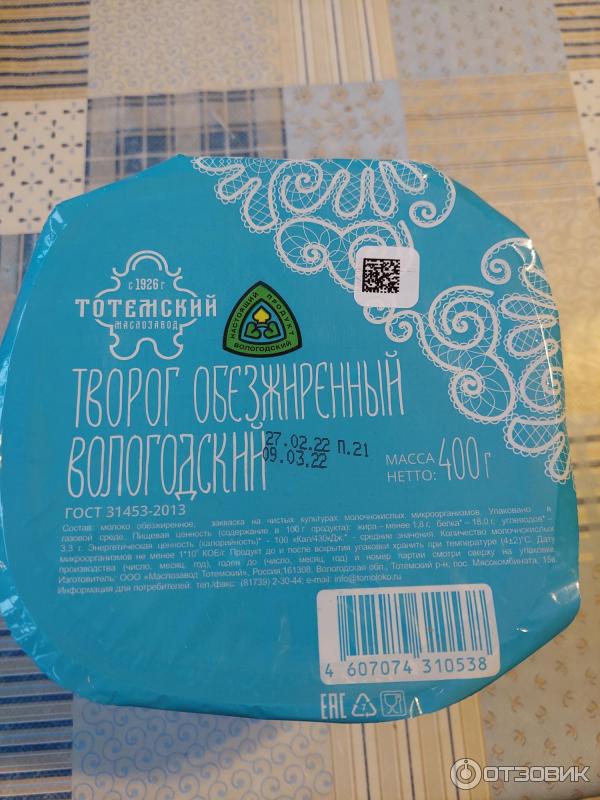 с 1926 г
ТОТЕМСКИЙ
МАСЛОЗАВОД
НАСТОЯЩИЙ ПРОДУКТ
ВОЛОГОДСКИЙ
ТВОРОГ ОБЕЗЖИРЕННЫЙ
ВОЛОГОДСКИЙ
27.02.22 П.21
09.03.22
МАССА НЕТТО: 400 г
ГОСТ 31453-2013
Состав: молоко обезжиренное, закваска на чистых культурах молочнокислых микроорганизмов. Упаковано в
газовой среде. Пищевая ценность (содержание в 100 г продукта): жира – менее 1,8 г, белка* – 18,0 г, углеводов* –
3,3 г. Энергетическая ценность (калорийность)* - 100 кКал/430кДж.* - средние значения. Количество молочнокислых
микроорганизмов не менее 1*10⁶ КОЕ/г. Продукт до и после вскрытия упаковки хранить при температуре (4±2)°С. Дату
производства (число, месяц, год), годен до (число, месяц, год) и номер партии смотри сверху на упаковке.
Изготовитель: ООО «Маслозавод Тотемский», Россия,161308, Вологодская обл., Тотемский р-н, пос. Мясокомбината, 15в
Информация для потребителей: тел./факс: (81739) 2-30-44; e-mail: info@tomoloko.ru
4 607074 310538
EAC 7
ОТЗОВИК